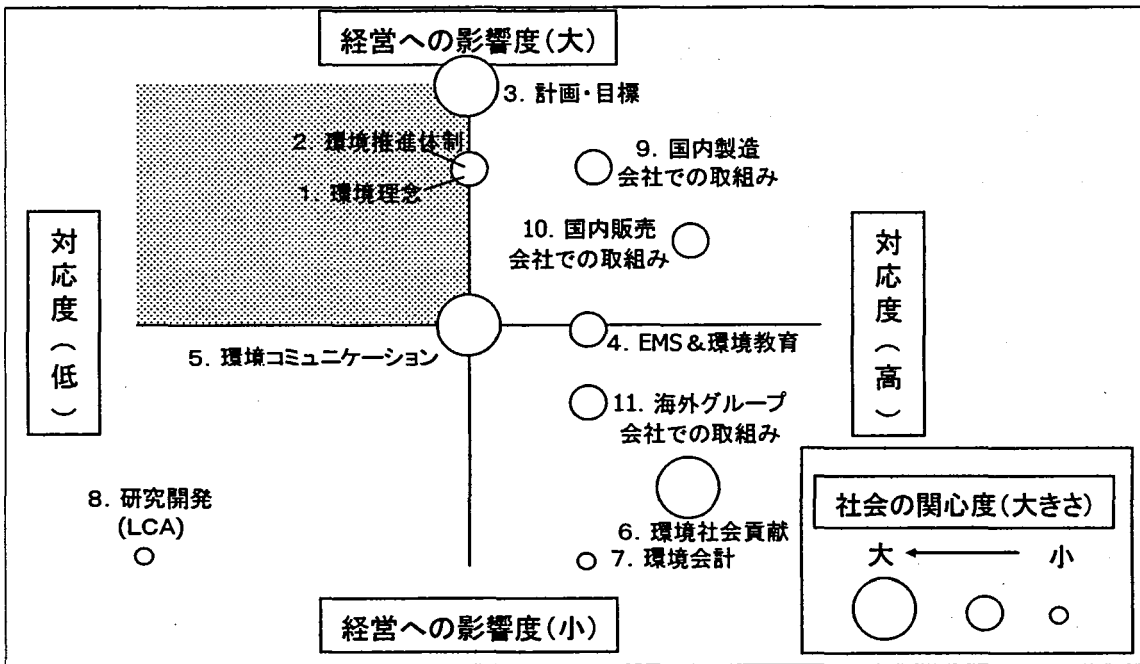 経営への影響度(大)
3. 計画・目標
2. 環境推進体制
1. 環境理念
9. 国内製造
会社での取組み
10. 国内販売
会社での取組み
対応度(低)
対応度(高)
5. 環境コミュニケーション
4. EMS&環境教育
11. 海外グループ
会社での取組み
8. 研究開発
(LCA)
6. 環境社会貢献
7. 環境会計
社会の関心度(大きさ)
大 小
経営への影響度(小)